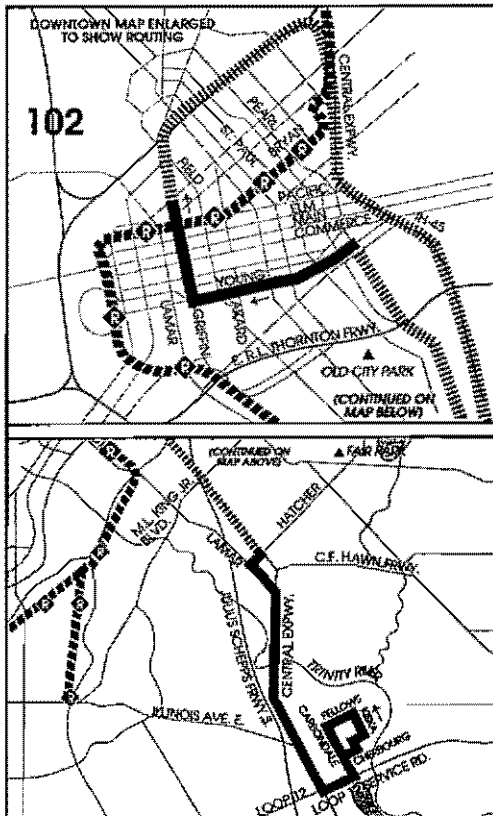 DOWNTOWN MAP ENLARGED
TO SHOW ROUTING
102
CENTRAL EXPWY.
PEARL
BRYAN
ST. PAUL
FIELD
R
R
R
R
PACIFIC
ELM
MAIN
COMMERCE
IH-45
YOUNG
R
LAMAR
GRIFFIN
AKARD
E. R.L. THORNTON FRWY.
R
OLD CITY PARK
(CONTINUED ON
MAP BELOW)
R
(CONTINUED ON
MAP ABOVE)
FAIR PARK
HATCHER
M.L. KING JR.
BLVD.
LAMAR
C.F. HAWN FRWY.
R
R
R
JULIUS SCHEPPS FRWY. S.
CENTRAL EXPWY.
TRINITY RIVER
R
ILLINOIS AVE. E.
FELLOWS
CARBONDALE
CHERBOURG
LOOP 12
LOOP 12 SERVICE RD.